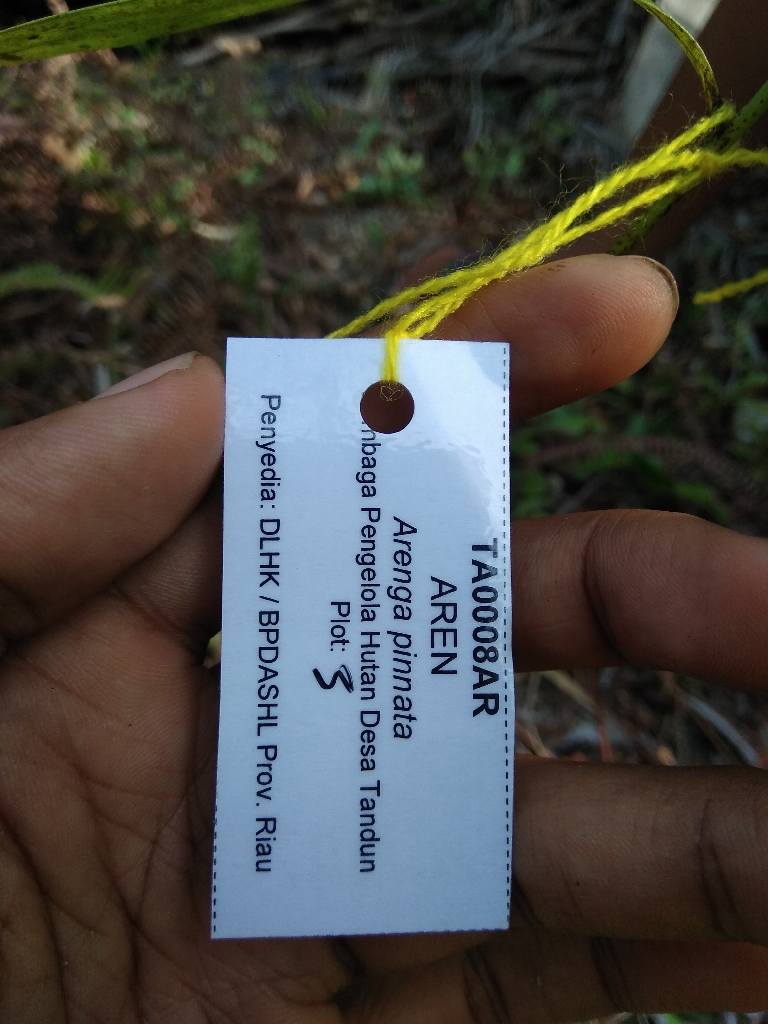 TA0008AR
AREN
Arenga pinnata
mbaga Pengelola Hutan Desa Tandun
Plot: 3
Penyedia: DLHK / BPDASHL Prov. Riau